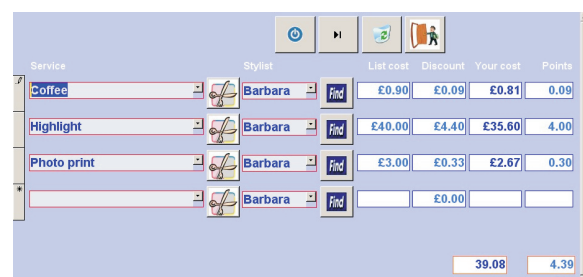 Service Stylist List cost Discount Your cost Points
Coffee Barbara Find £0.90 £0.09 £0.81 0.09
Highlight Barbara Find £40.00 £4.40 £35.60 4.00
Photo print Barbara Find £3.00 £0.33 £2.67 0.30
* Barbara Find £0.00
39.08 4.39